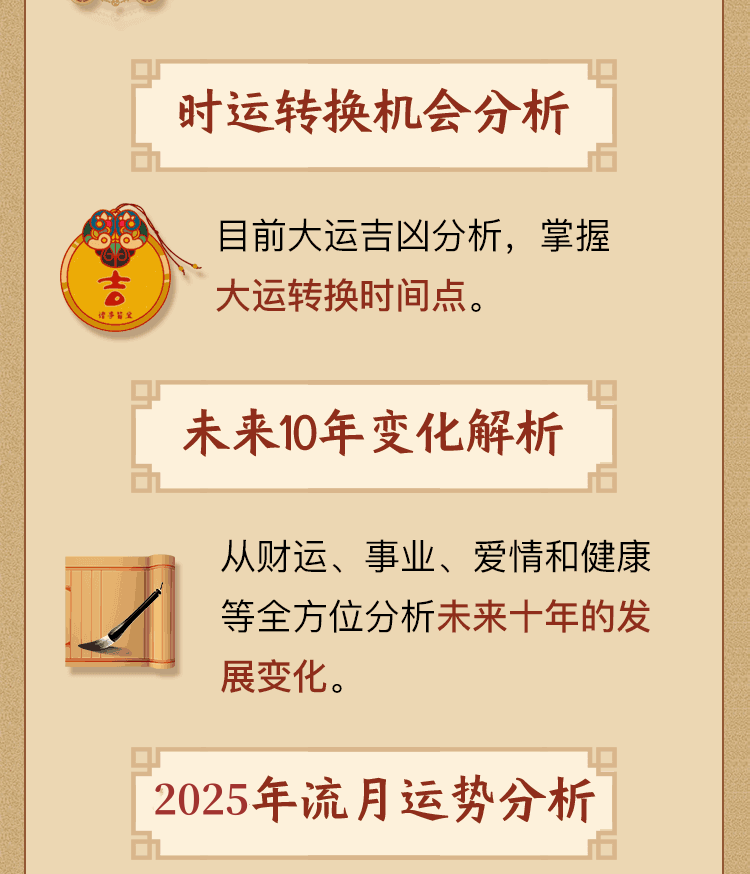 时运转换机会分析
目前大运吉凶分析，掌握
大运转换时间点。
吉
诸事皆宜
未来10年变化解析
从财运、事业、爱情和健康
等全方位分析未来十年的发
展变化。
2025年流月运势分析